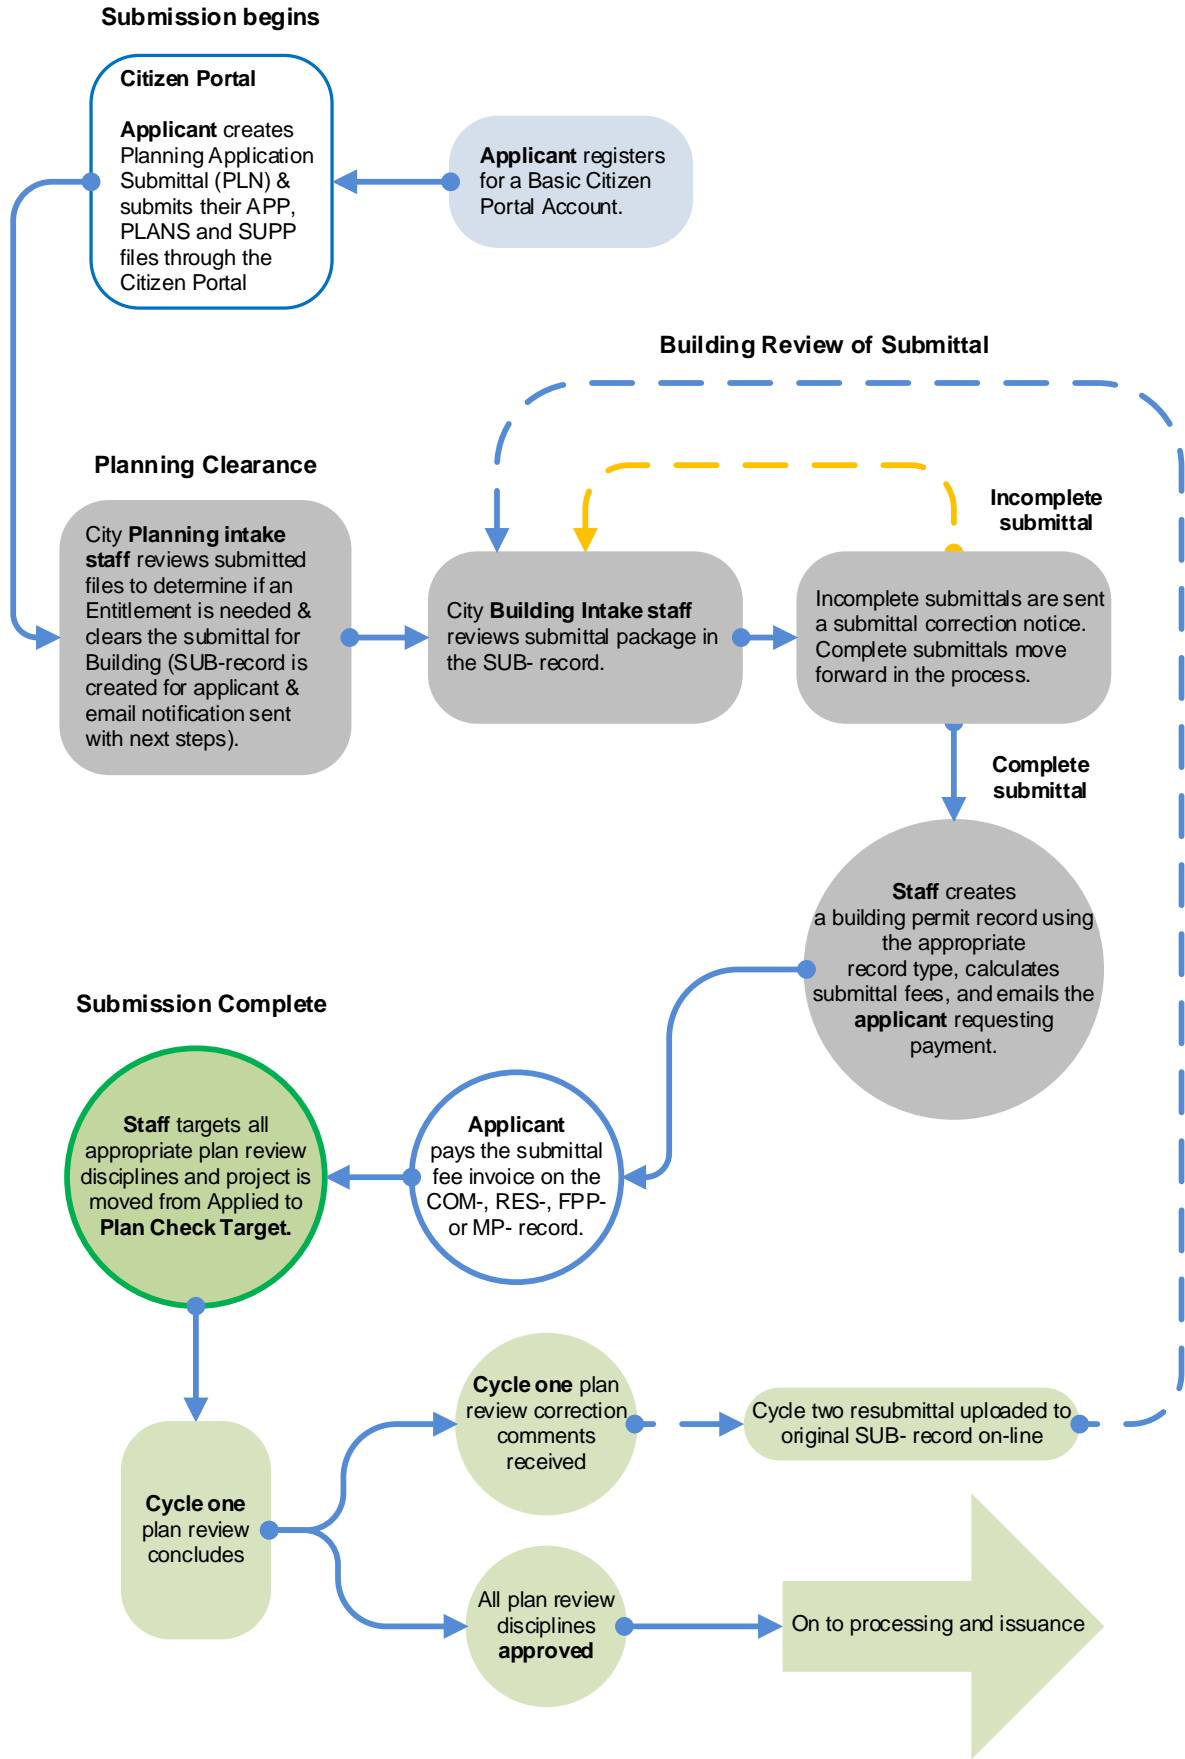 Submission begins
Citizen Portal
Applicant creates
Planning Application
Submittal (PLN) &
submits their APP,
PLANS and SUPP
files through the
Citizen Portal
Applicant registers
for a Basic Citizen
Portal Account.
Building Review of Submittal
Planning Clearance
City Planning intake
staff reviews submitted
files to determine if an
Entitlement is needed &
clears the submittal for
Building (SUB-record is
created for applicant &
email notification sent
with next steps).
City Building Intake staff
reviews submittal package in
the SUB- record.
Incomplete
submittal
Incomplete submittals are sent
a submittal correction notice.
Complete submittals move
forward in the process.
Complete
submittal
Staff creates
a building permit record using
the appropriate
record type, calculates
submittal fees, and emails the
applicant requesting
payment.
Submission Complete
Staff targets all
appropriate plan review
disciplines and project is
moved from Applied to
Plan Check Target.
Applicant
pays the submittal
fee invoice on the
COM-, RES-, FPP-
or MP- record.
Cycle one
plan review
concludes
Cycle one plan
review correction
comments
received
Cycle two resubmittal uploaded to
original SUB- record on-line
All plan review
disciplines
approved
On to processing and issuance